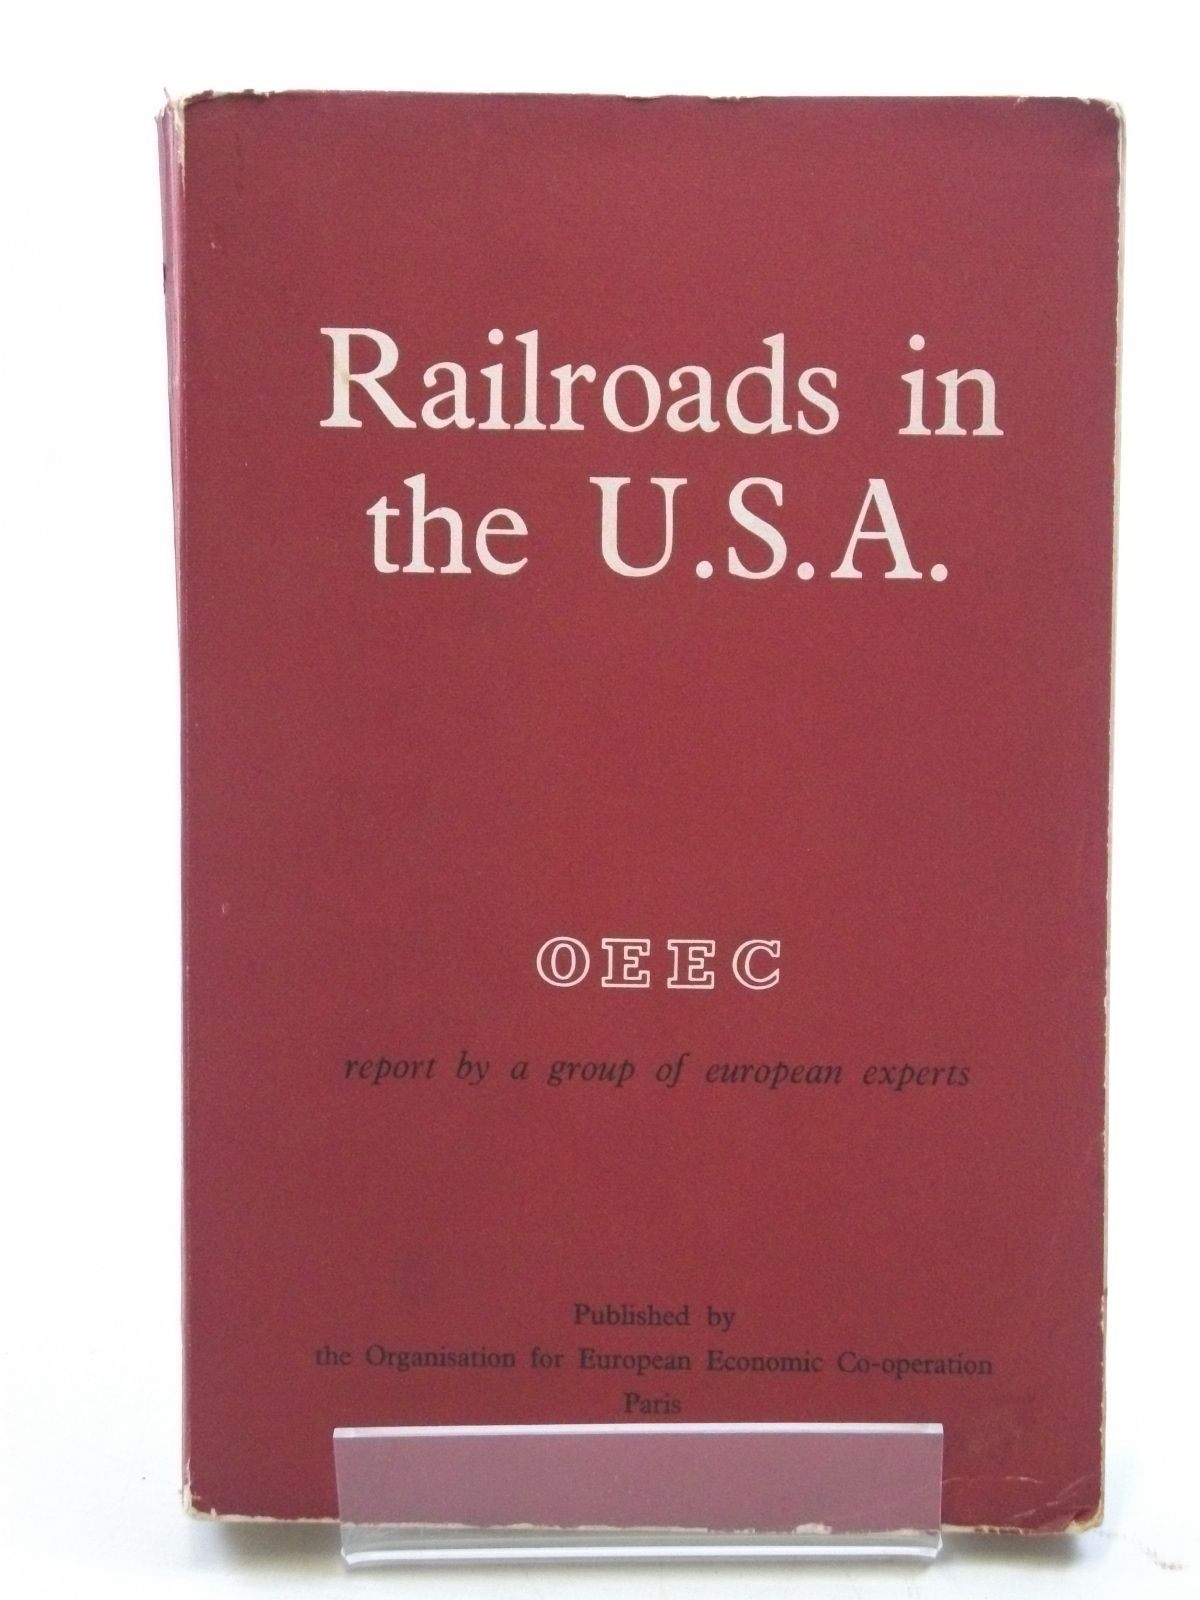 Railroads in
the U.S.A.
OEEC
report by a group of european experts
Published by
the Organisation for European Economic Co-operation
Paris